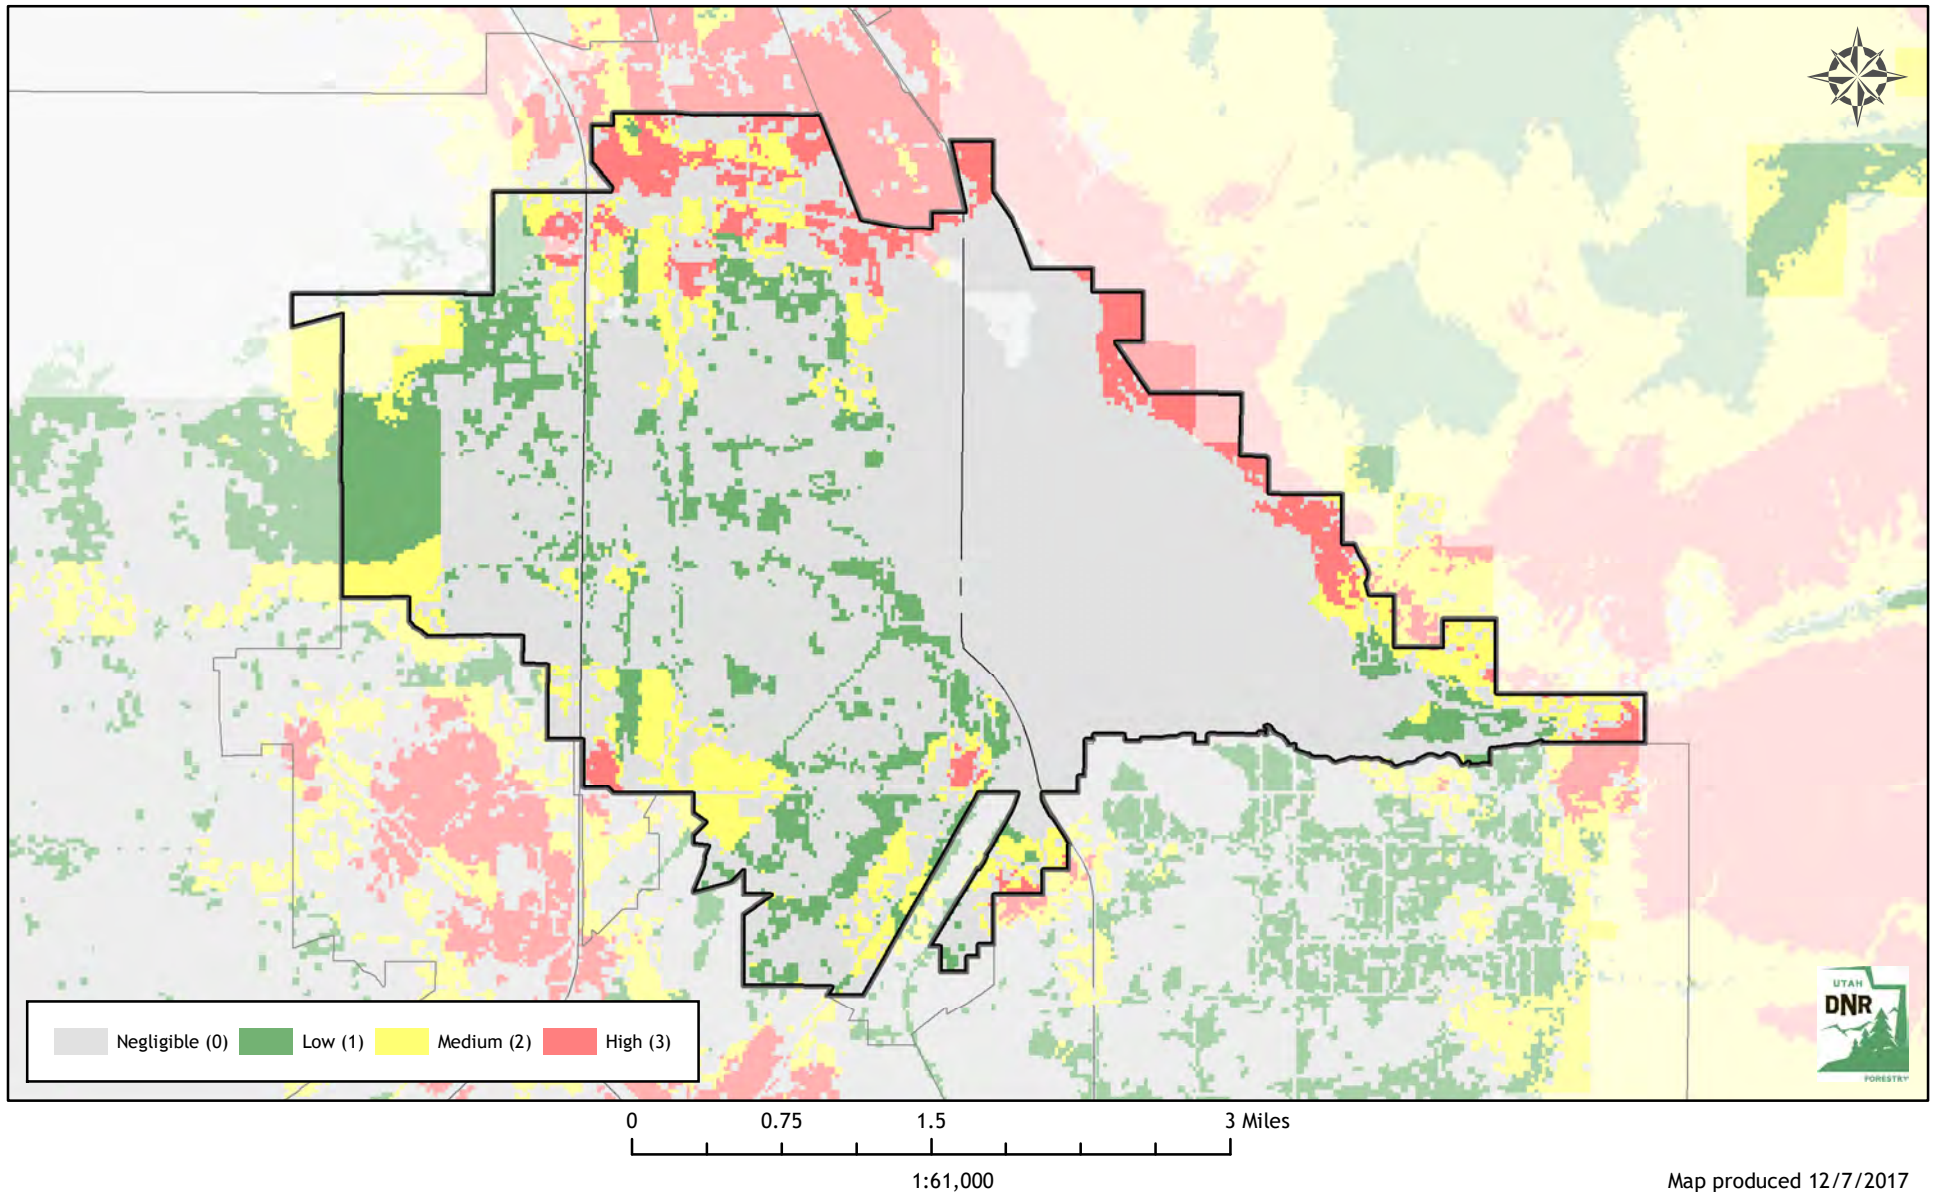 UTAH
DNR
FORESTRY
Negligible (0) Low (1) Medium (2) High (3)
0 0.75 1.5 3 Miles
1:61,000
Map produced 12/7/2017